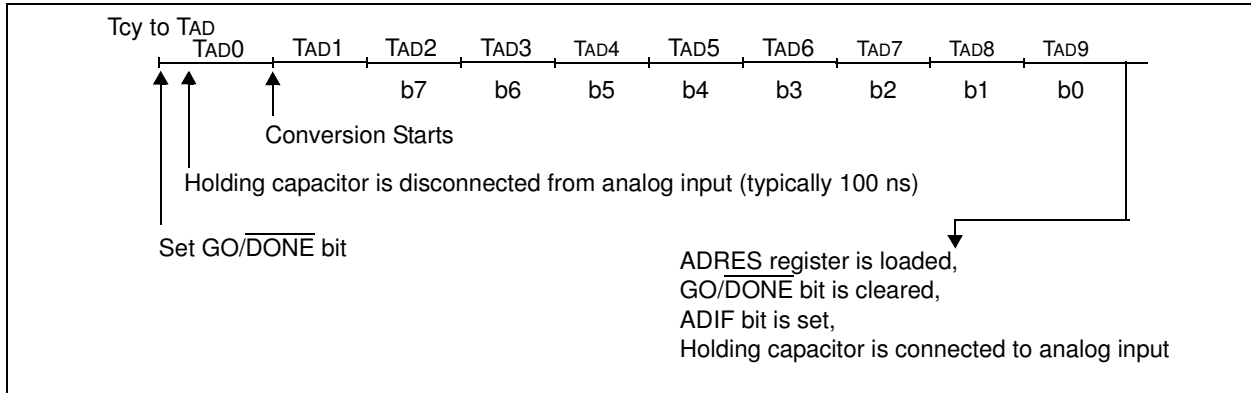 Tcy to TAD
TAD0 TAD1 TAD2 TAD3 TAD4 TAD5 TAD6 TAD7 TAD8 TAD9
b7 b6 b5 b4 b3 b2 b1 b0
Conversion Starts
Holding capacitor is disconnected from analog input (typically 100 ns)
Set GO/DONE bit
ADRES register is loaded,
GO/DONE bit is cleared,
ADIF bit is set,
Holding capacitor is connected to analog input